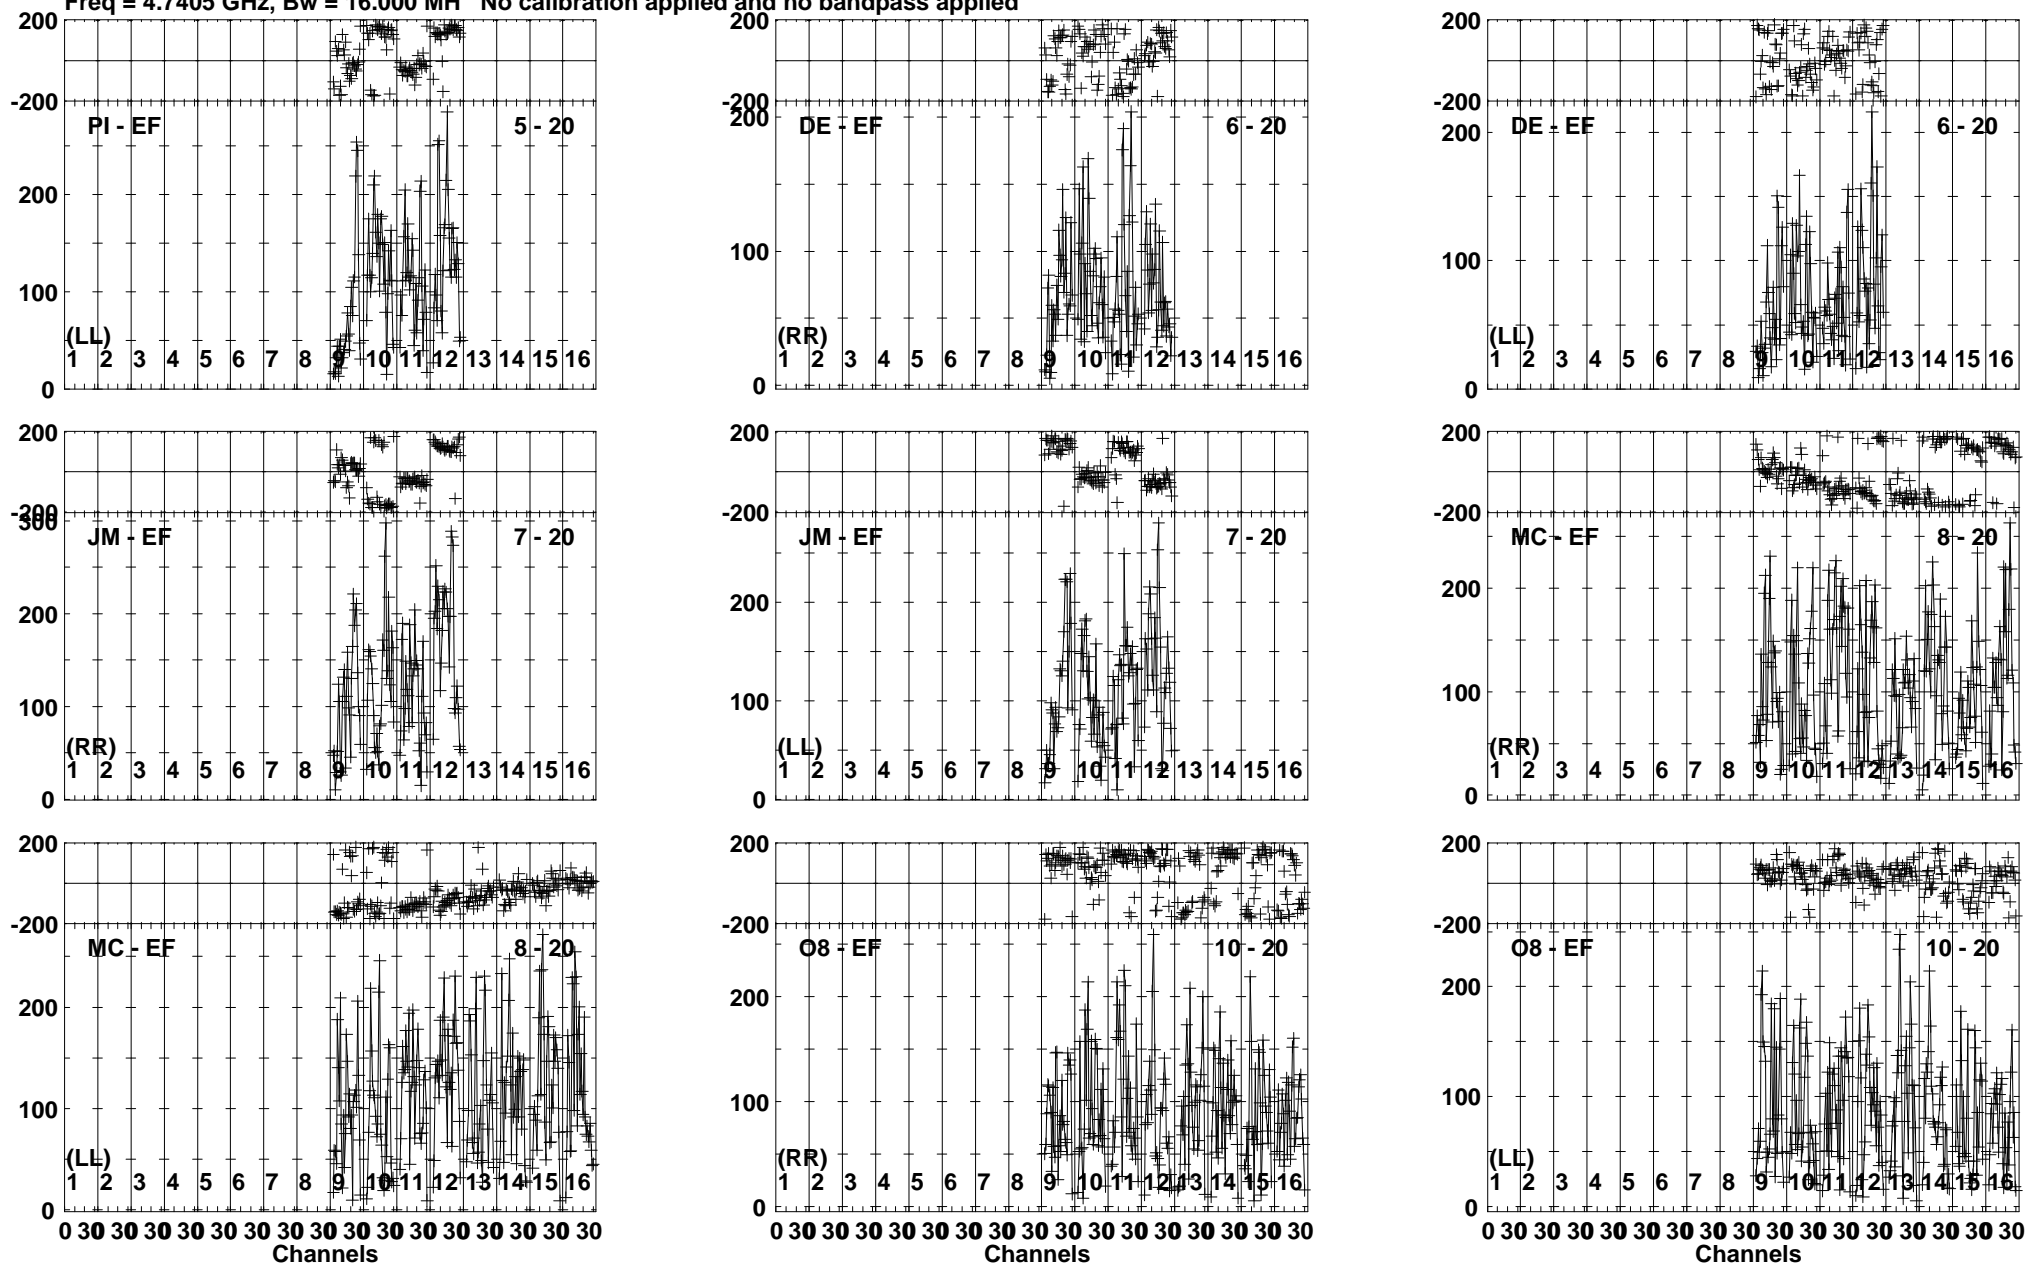 Freq = 4.7405 GHz, Bw = 16.000 MH No calibration applied and no bandpass applied
200 200 200
-200 -200 -200
PI - EF 5 - 20
200
100
(LL)
1 2 3 4 5 6 7 8 9 10 11 12 13 14 15 16
0
200
DE - EF 6 - 20
100
(RR)
1 2 3 4 5 6 7 8 9 10 11 12 13 14 15 16
0
DE - EF 6 - 20
200
100
(LL)
1 2 3 4 5 6 7 8 9 10 11 12 13 14 15 16
0
200 200 200
-200 -200 -200
300
JM - EF 7 - 20
200
100
(RR)
1 2 3 4 5 6 7 8 9 10 11 12 13 14 15 16
0
JM - EF 7 - 20
200
100
(LL)
1 2 3 4 5 6 7 8 9 10 11 12 13 14 15 16
0
MC - EF 8 - 20
200
100
(RR)
1 2 3 4 5 6 7 8 9 10 11 12 13 14 15 16
0
200 200 200
-200 -200 -200
MC - EF 8 - 20
200
100
(LL)
1 2 3 4 5 6 7 8 9 10 11 12 13 14 15 16
0
0 30 30 30 30 30 30 30 30 30 30 30 30 30 30 30 30
Channels
O8 - EF 10 - 20
200
100
(RR)
1 2 3 4 5 6 7 8 9 10 11 12 13 14 15 16
0
0 30 30 30 30 30 30 30 30 30 30 30 30 30 30 30 30
Channels
O8 - EF 10 - 20
200
100
(LL)
1 2 3 4 5 6 7 8 9 10 11 12 13 14 15 16
0
0 30 30 30 30 30 30 30 30 30 30 30 30 30 30 30 30
Channels